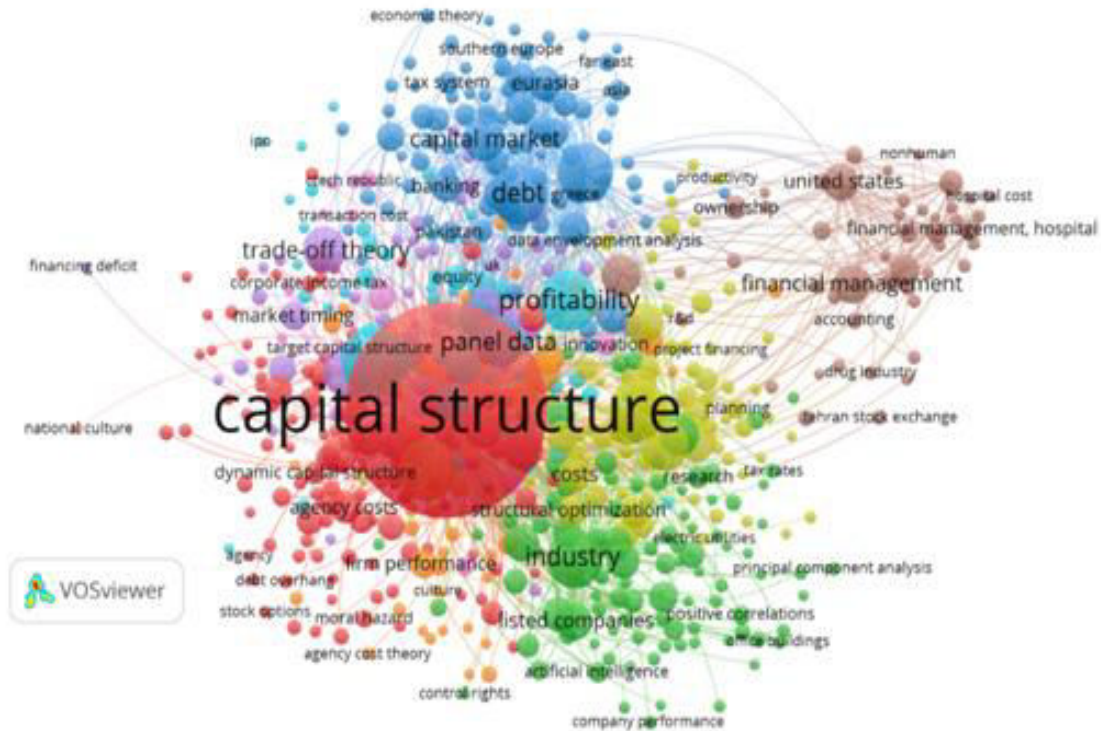 economic theory
southern europe
far east
tax system
eurasia
asia
ipo
capital market
nonhuman
czech republic
banking
debt
greece
productivity
united states
hospital cost
transaction cost
ownership
pakistan
data envelopment analysis
financial management, hospital
trade-off theory
financing deficit
uk
corporate income tax
equity
profitability
financial management
market timing
r&d
accounting
target capital structure
panel data
innovation
project financing
drug industry
capital structure
planning
tehran stock exchange
national culture
dynamic capital structure
costs
research
tax rates
agency costs
structural optimization
electric utilities
agency
firm performance
industry
principal component analysis
debt overhang
culture
VOSviewer
stock options
moral hazard
listed companies
positive correlations
office buildings
agency cost theory
artificial intelligence
control rights
company performance